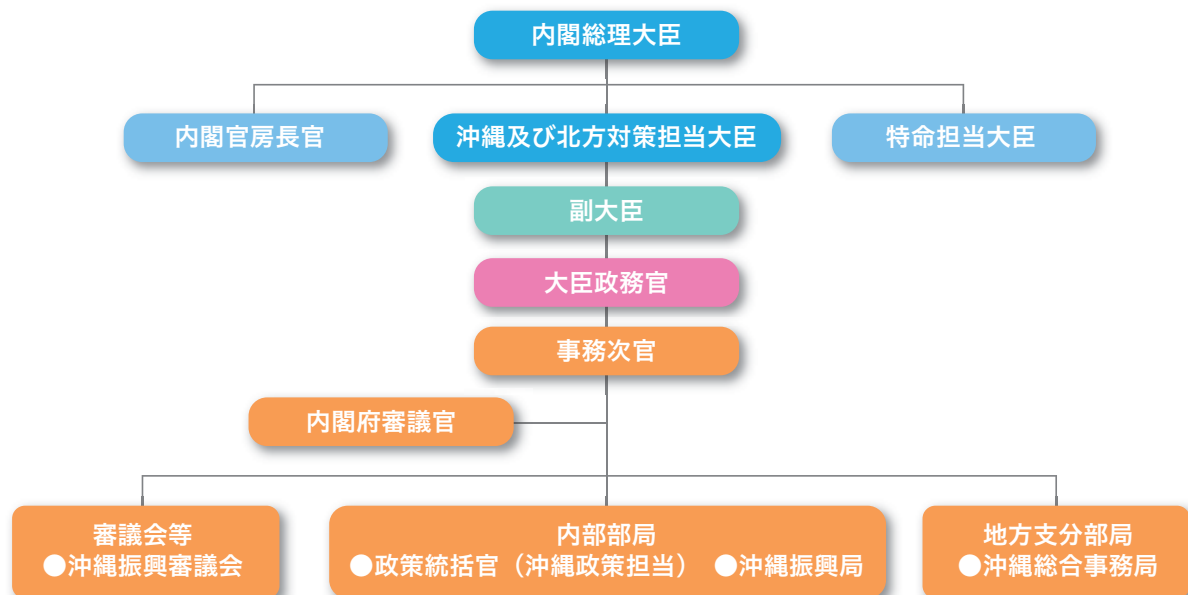 内閣総理大臣
内閣官房長官
沖縄及び北方対策担当大臣
特命担当大臣
副大臣
大臣政務官
事務次官
内閣府審議官
審議会等
●沖縄振興審議会
内部部局
●政策統括官（沖縄政策担当） ●沖縄振興局
地方支分部局
●沖縄総合事務局